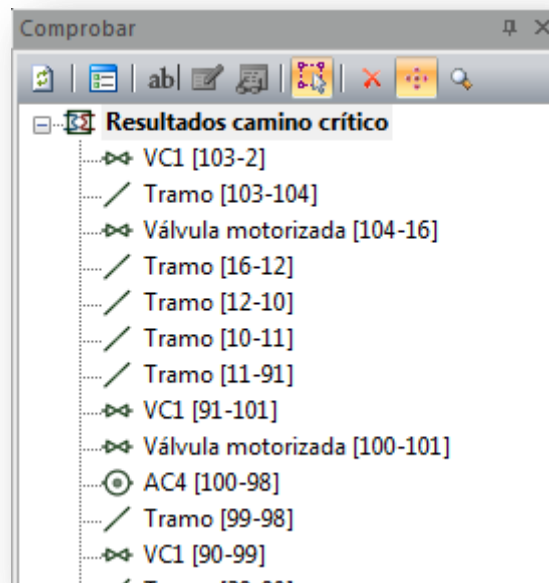 Comprobar
ab
Resultados camino crítico
VC1 [103-2]
Tramo [103-104]
Válvula motorizada [104-16]
Tramo [16-12]
Tramo [12-10]
Tramo [10-11]
Tramo [11-91]
VC1 [91-101]
Válvula motorizada [100-101]
AC4 [100-98]
Tramo [99-98]
VC1 [90-99]